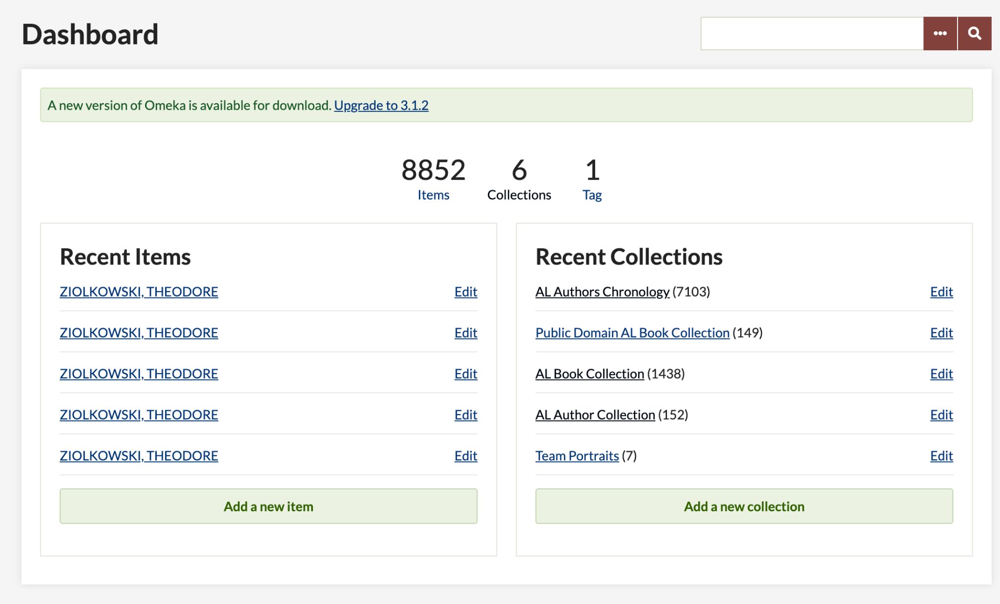 Dashboard
A new version of Omeka is available for download. Upgrade to 3.1.2
8852 6 1
Items Collections Tag
Recent Items
ZIOLKOWSKI, THEODORE Edit
ZIOLKOWSKI, THEODORE Edit
ZIOLKOWSKI, THEODORE Edit
ZIOLKOWSKI, THEODORE Edit
ZIOLKOWSKI, THEODORE Edit
Add a new item
Recent Collections
AL Authors Chronology (7103) Edit
Public Domain AL Book Collection (149) Edit
AL Book Collection (1438) Edit
AL Author Collection (152) Edit
Team Portraits (7) Edit
Add a new collection